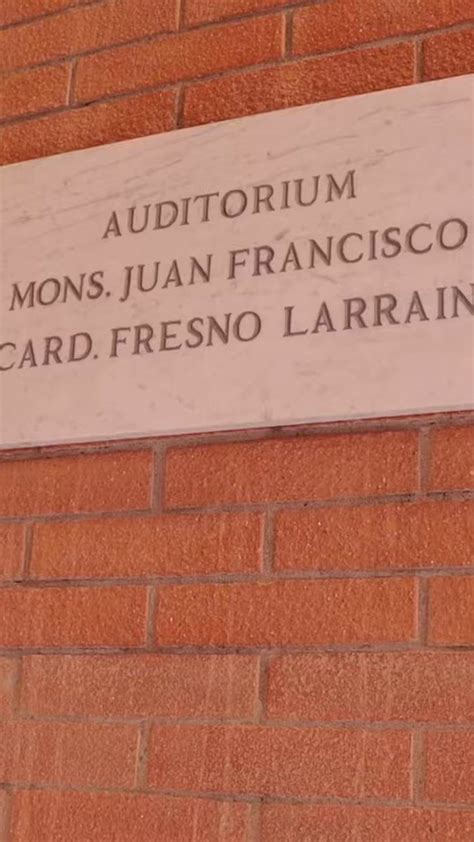 AUDITORIUM
MONS. JUAN FRANCISCO
CARD. FRESNO LARRAIN